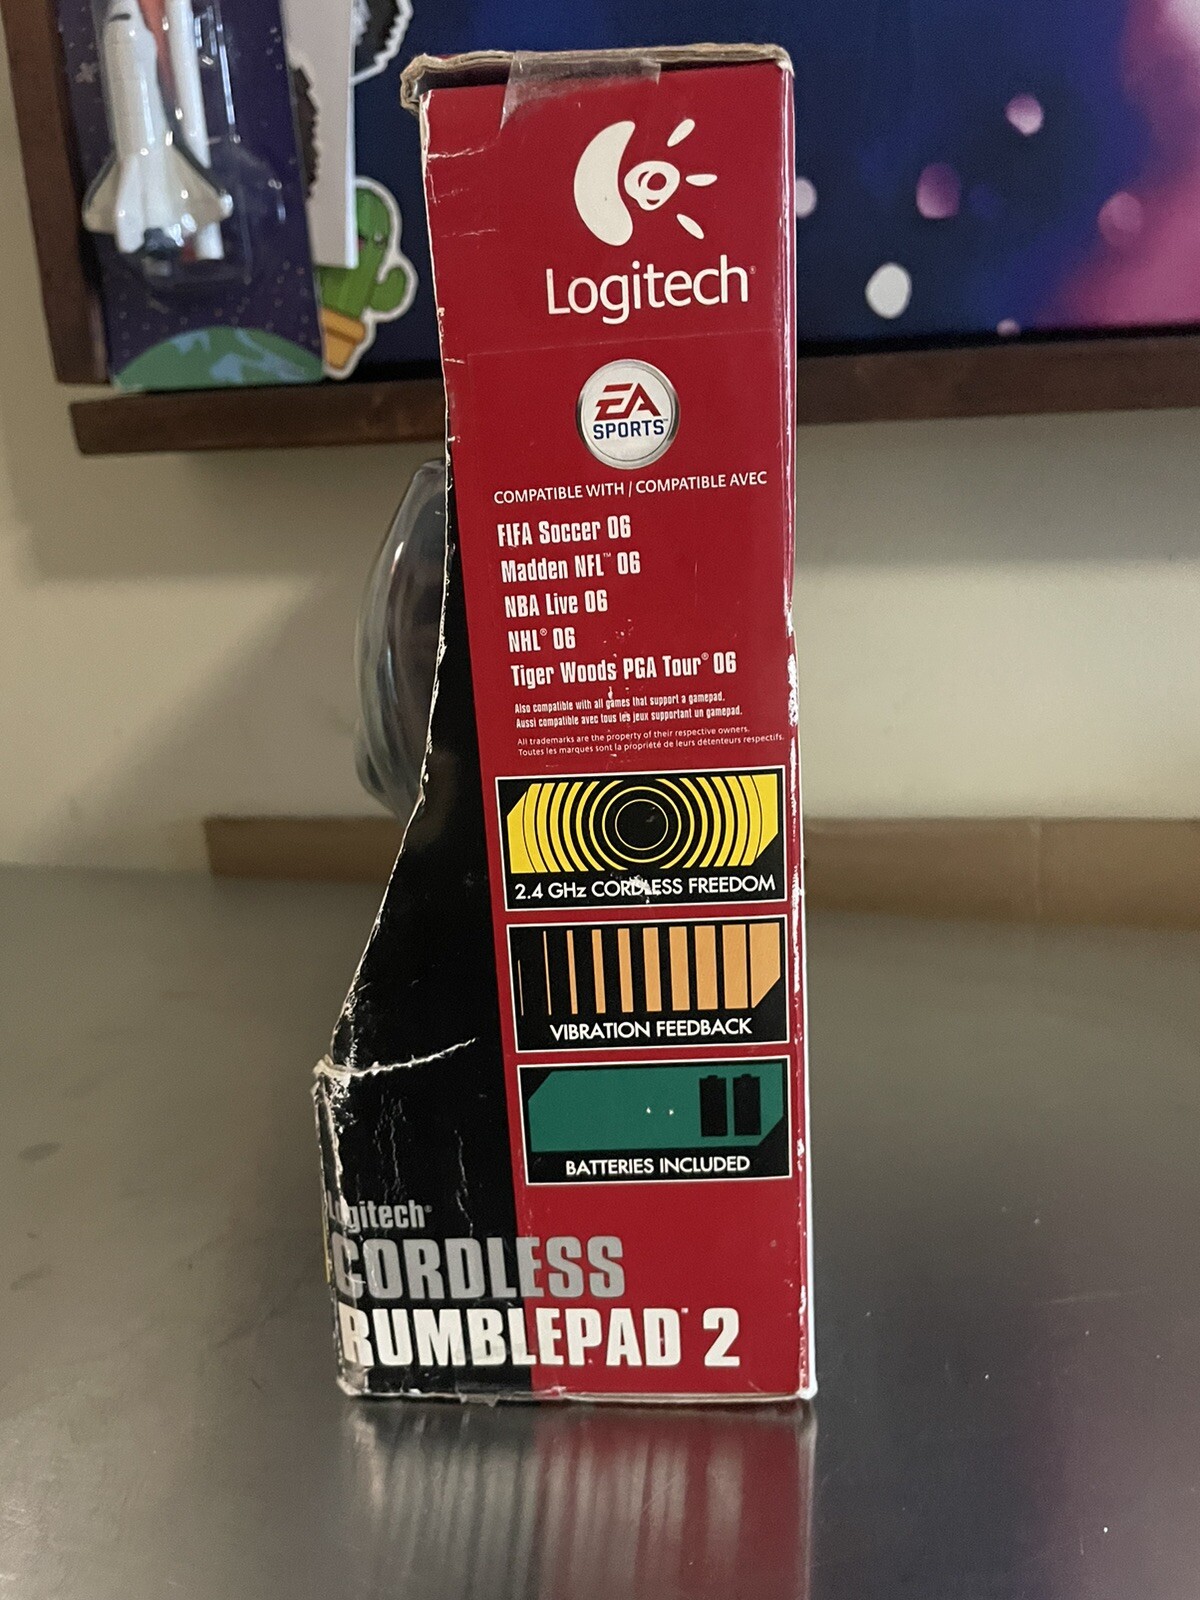 Logitech
EA
SPORTS™
COMPATIBLE WITH / COMPATIBLE AVEC
FIFA Soccer 06
Madden NFL™ 06
NBA Live 06
NHL® 06
Tiger Woods PGA Tour® 06
Also compatible with all games that support a gamepad.
Aussi compatible avec tous les jeux supportant un gamepad.
All trademarks are the property of their respective owners.
Toutes les marques sont la propriété de leurs détenteurs respectifs.
2.4 GHz CORDLESS FREEDOM
VIBRATION FEEDBACK
BATTERIES INCLUDED
Logitech®
CORDLESS
RUMBLEPAD™ 2